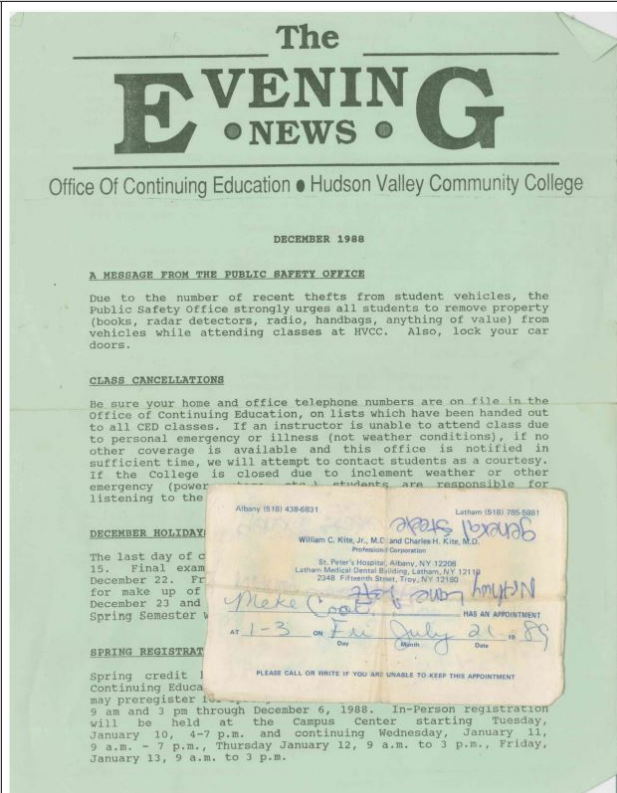 The
EVENING
• NEWS •
Office Of Continuing Education • Hudson Valley Community College
DECEMBER 1988
A MESSAGE FROM THE PUBLIC SAFETY OFFICE
Due to the number of recent thefts from student vehicles, the
Public Safety Office strongly urges all students to remove property
(books, radar detectors, radio, handbags, anything of value) from
vehicles while attending classes at HVCC. Also, lock your car
doors.
CLASS CANCELLATIONS
Be sure your home and office telephone numbers are on file in the
Office of Continuing Education, on lists which have been handed out
to all CED classes. If an instructor is unable to attend class due
to personal emergency or illness (not weather conditions), if no
other coverage is available and this office is notified in
sufficient time, we will attempt to contact students as a courtesy.
If the College is closed due to inclement weather or other
emergency (power etc.) students are responsible for
listening to the
DECEMBER HOLIDAY
The last day of c
15. Final exam
December 22. Fr
for make up of
December 23 and
Spring Semester w
SPRING REGISTRAT
Spring credit
Continuing Educa
may preregister
9 am and 3 pm through December 6, 1988. In-Person registration
will be held at the Campus Center starting Tuesday,
January 10, 4-7 p.m. and continuing Wednesday, January 11,
9 a.m. - 7 p.m., Thursday January 12, 9 a.m. to 3 p.m., Friday,
January 13, 9 a.m. to 3 p.m.
Albany (518) 438-6831 Latham (518) 785-5881
general Steele
William C. Kite, Jr., M.D. and Charles H. Kite, M.D.
Professional Corporation
St. Peter's Hospital, Albany, NY 12208
Latham Medical Dental Building, Latham, NY 12110
2348 Fifteenth Street, Troy, NY 12180
Lane
HAS AN APPOINTMENT
AT 1-3 ON Fri July 21 19 89
Day Month Date
PLEASE CALL OR WRITE IF YOU ARE UNABLE TO KEEP THIS APPOINTMENT